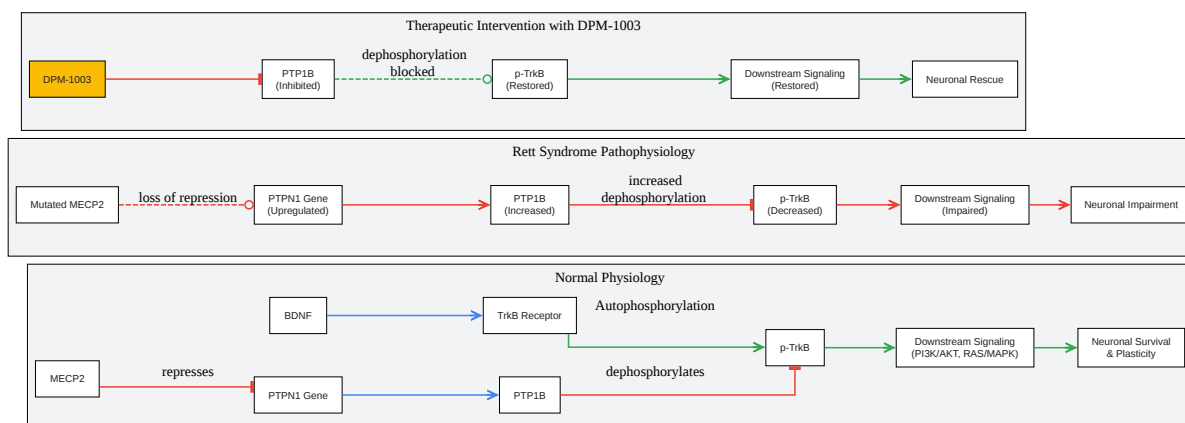 Therapeutic Intervention with DPM-1003
DPM-1003
PTP1B
(Inhibited)
dephosphorylation
blocked
p-TrkB
(Restored)
Downstream Signaling
(Restored)
Neuronal Rescue
Rett Syndrome Pathophysiology
Mutated MECP2
loss of repression
PTPN1 Gene
(Upregulated)
PTP1B
(Increased)
increased
dephosphorylation
p-TrkB
(Decreased)
Downstream Signaling
(Impaired)
Neuronal Impairment
Normal Physiology
BDNF
TrkB Receptor
Autophosphorylation
p-TrkB
Downstream Signaling
(PI3K/AKT, RAS/MAPK)
Neuronal Survival
& Plasticity
MECP2
represses
PTPN1 Gene
PTP1B
dephosphorylates